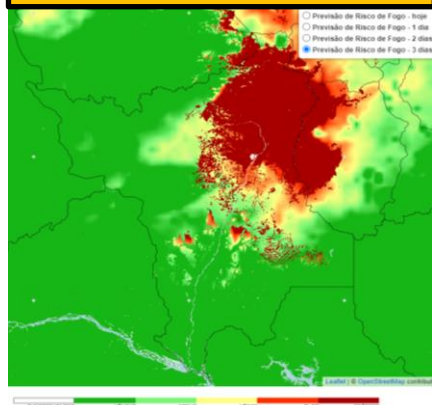 Previsão de Risco de Fogo - hoje
Previsão de Risco de Fogo - 1 dia
Previsão de Risco de Fogo - 2 dias
Previsão de Risco de Fogo - 3 dias
Leaflet | © OpenStreetMap contribut